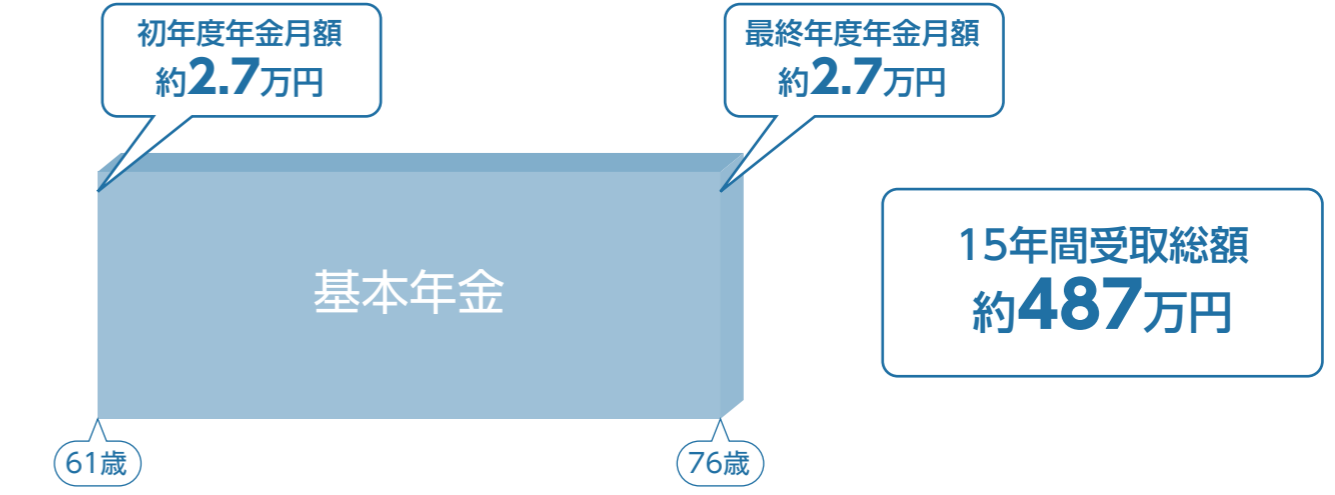 初年度年金月額
約2.7万円
最終年度年金月額
約2.7万円
基本年金
15年間受取総額
約487万円
61歳
76歳